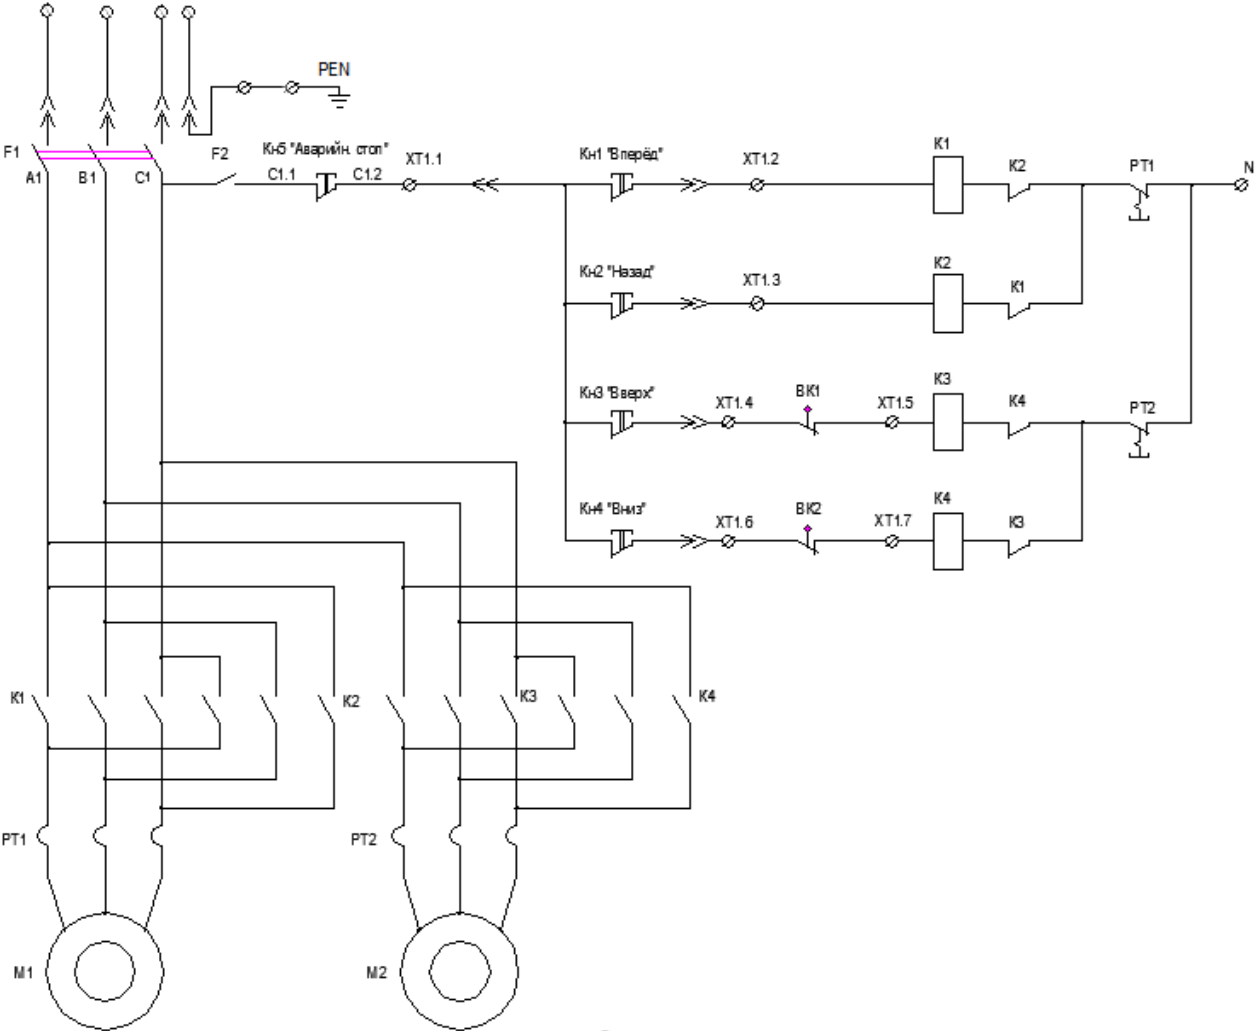 PEN
F1
A1
B1
C1
F2
C1.1
Кн5 "Аварийн. стоп"
C1.2
XT1.1
Кн1 "Вперёд"
XT1.2
K1
K2
PT1
N
Кн2 "Назад"
XT1.3
K2
K1
Кн3 "Вверх"
XT1.4
BK1
XT1.5
K3
K4
PT2
Кн4 "Вниз"
XT1.6
BK2
XT1.7
K4
K3
K1
K2
K3
K4
PT1
PT2
M1
M2